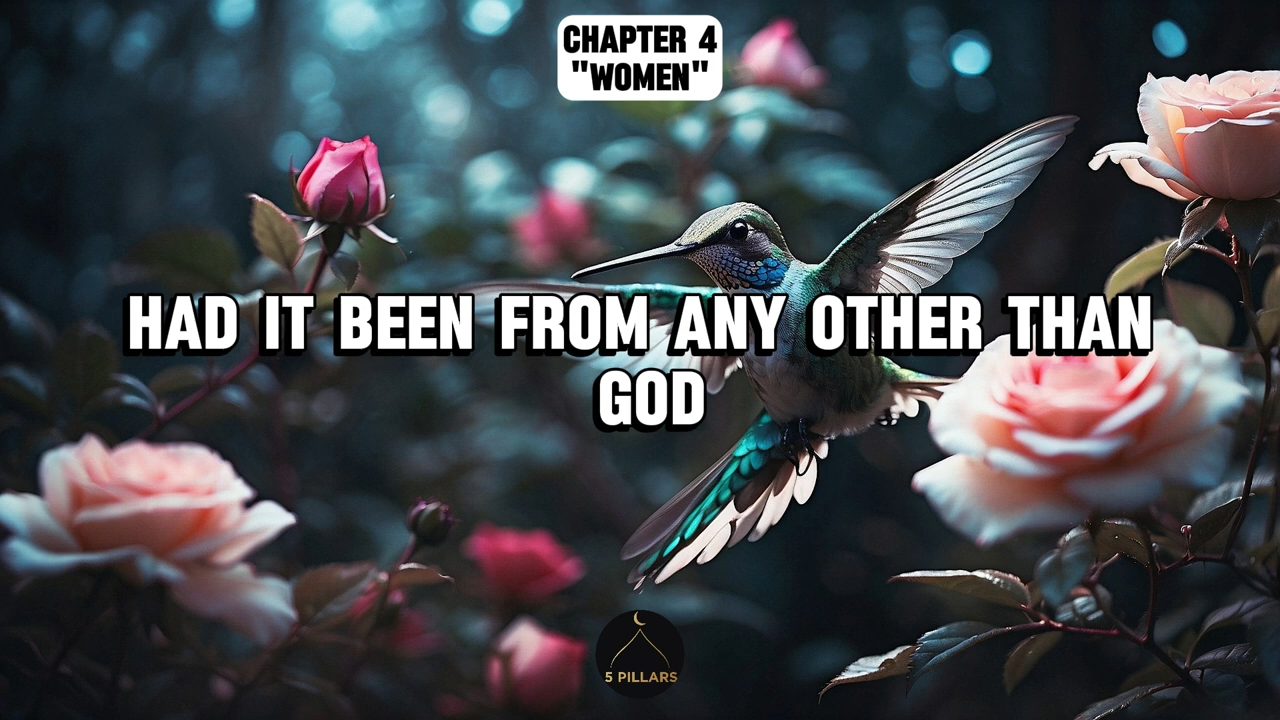 CHAPTER 4
"WOMEN"
HAD IT BEEN FROM ANY OTHER THAN
GOD
5 PILLARS